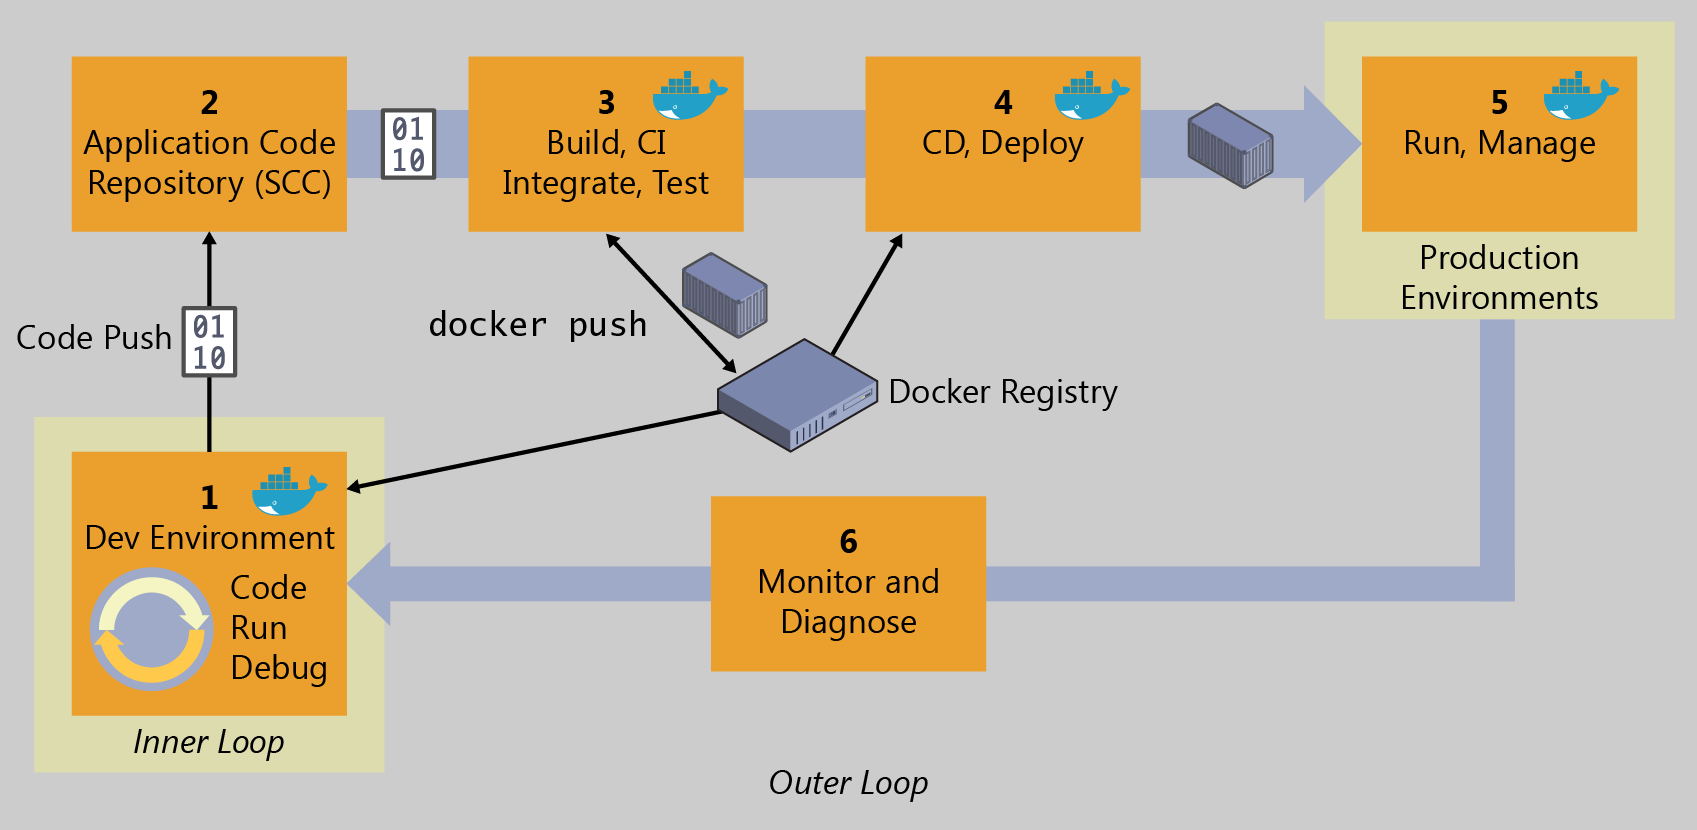 2
Application Code
Repository (SCC)
01
10
3
Build, CI
Integrate, Test
4
CD, Deploy
5
Run, Manage
Production
Environments
Code Push
01
10
docker push
Docker Registry
1
Dev Environment
Code
Run
Debug
Inner Loop
6
Monitor and
Diagnose
Outer Loop